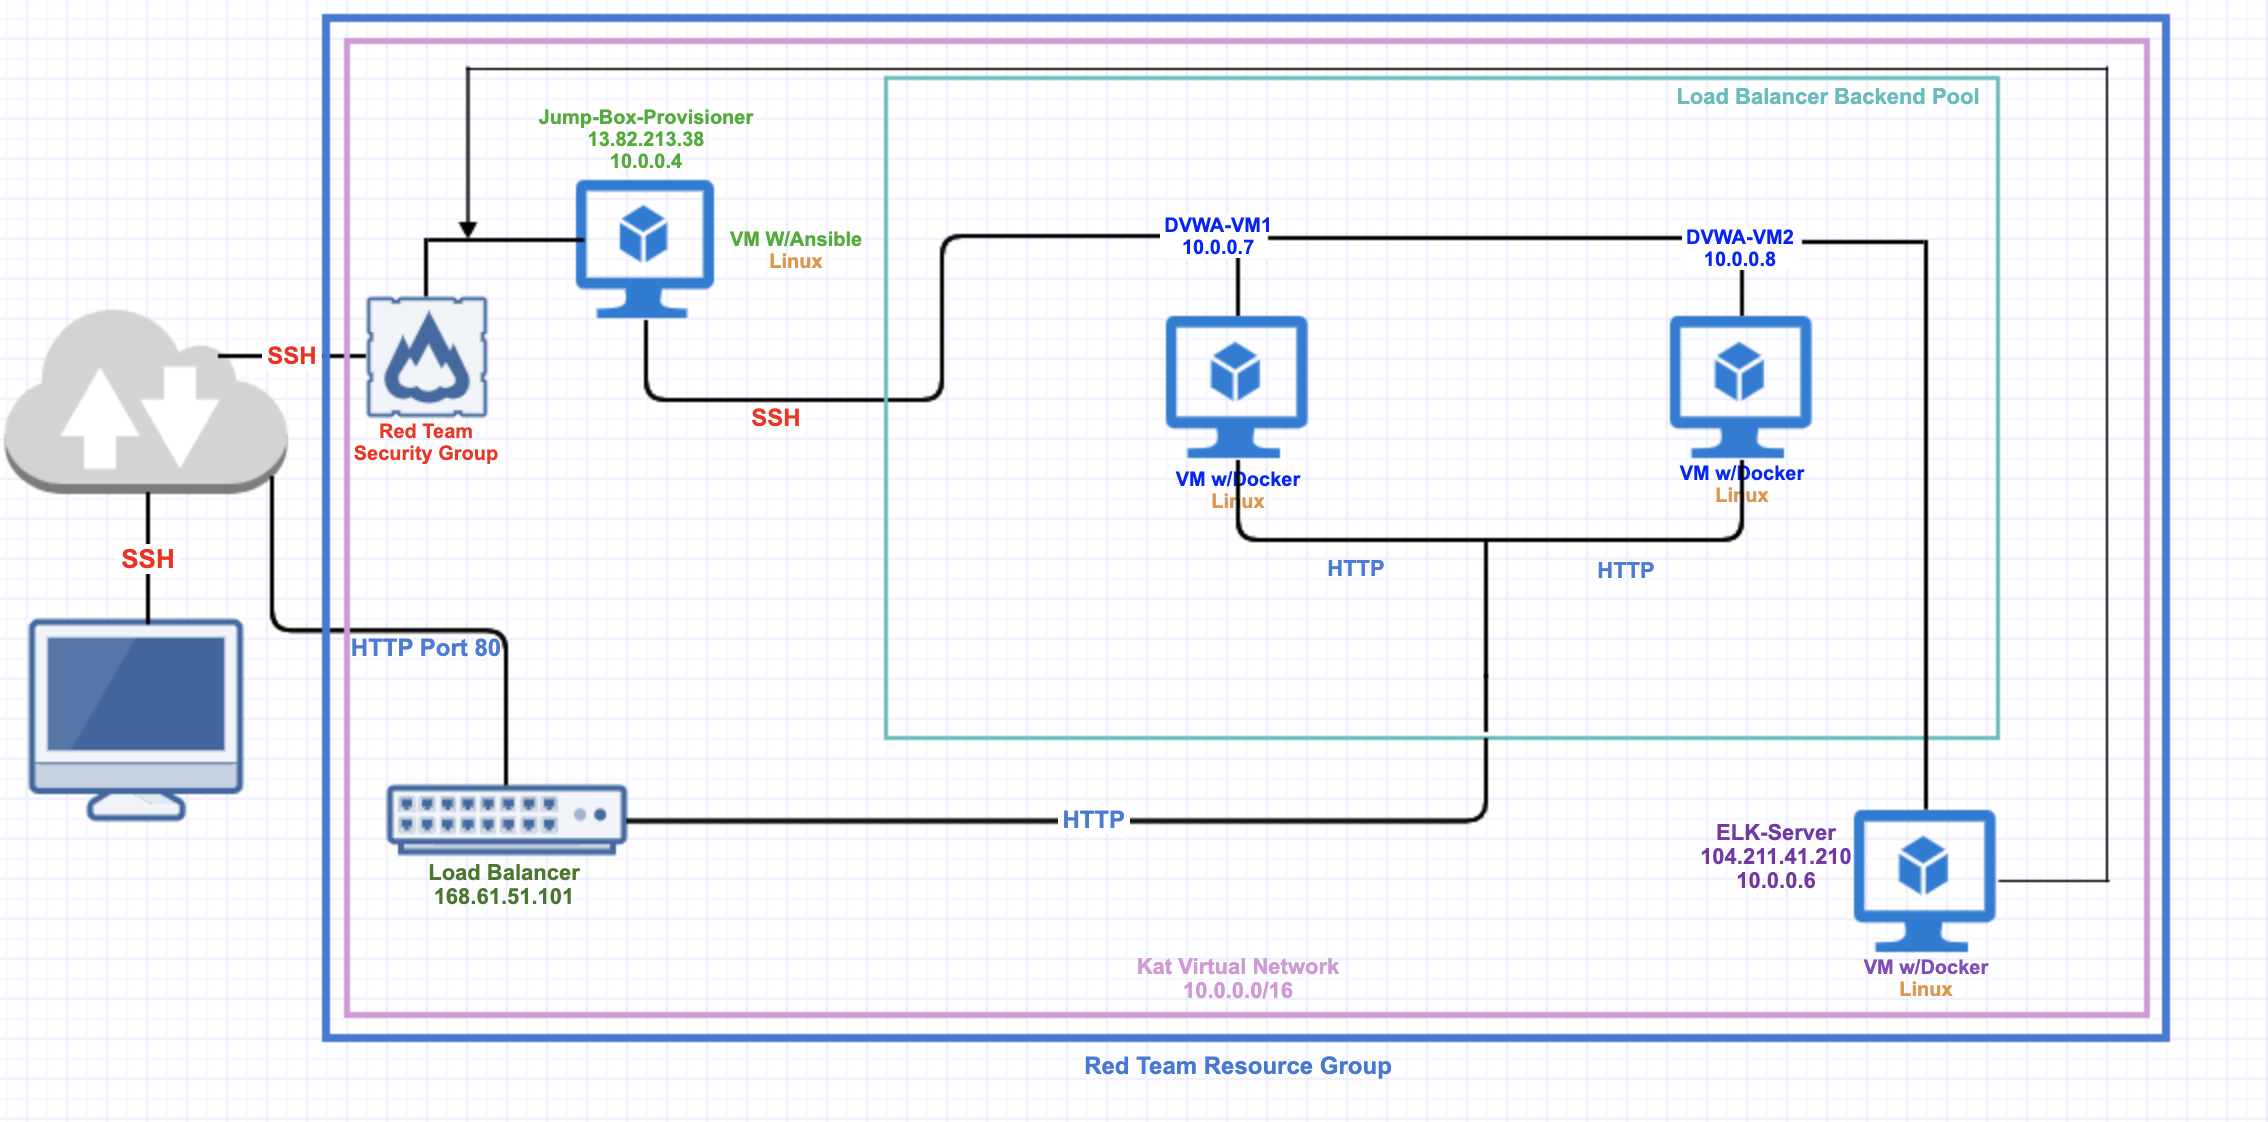 Load Balancer Backend Pool
Jump-Box-Provisioner
13.82.213.38
10.0.0.4
VM W/Ansible
Linux
DVWA-VM1
10.0.0.7
DVWA-VM2
10.0.0.8
SSH
Red Team
Security Group
SSH
VM w/Docker
Linux
VM w/Docker
Linux
SSH
HTTP
HTTP
HTTP Port 80
HTTP
Load Balancer
168.61.51.101
ELK-Server
104.211.41.210
10.0.0.6
VM w/Docker
Linux
Kat Virtual Network
10.0.0.0/16
Red Team Resource Group